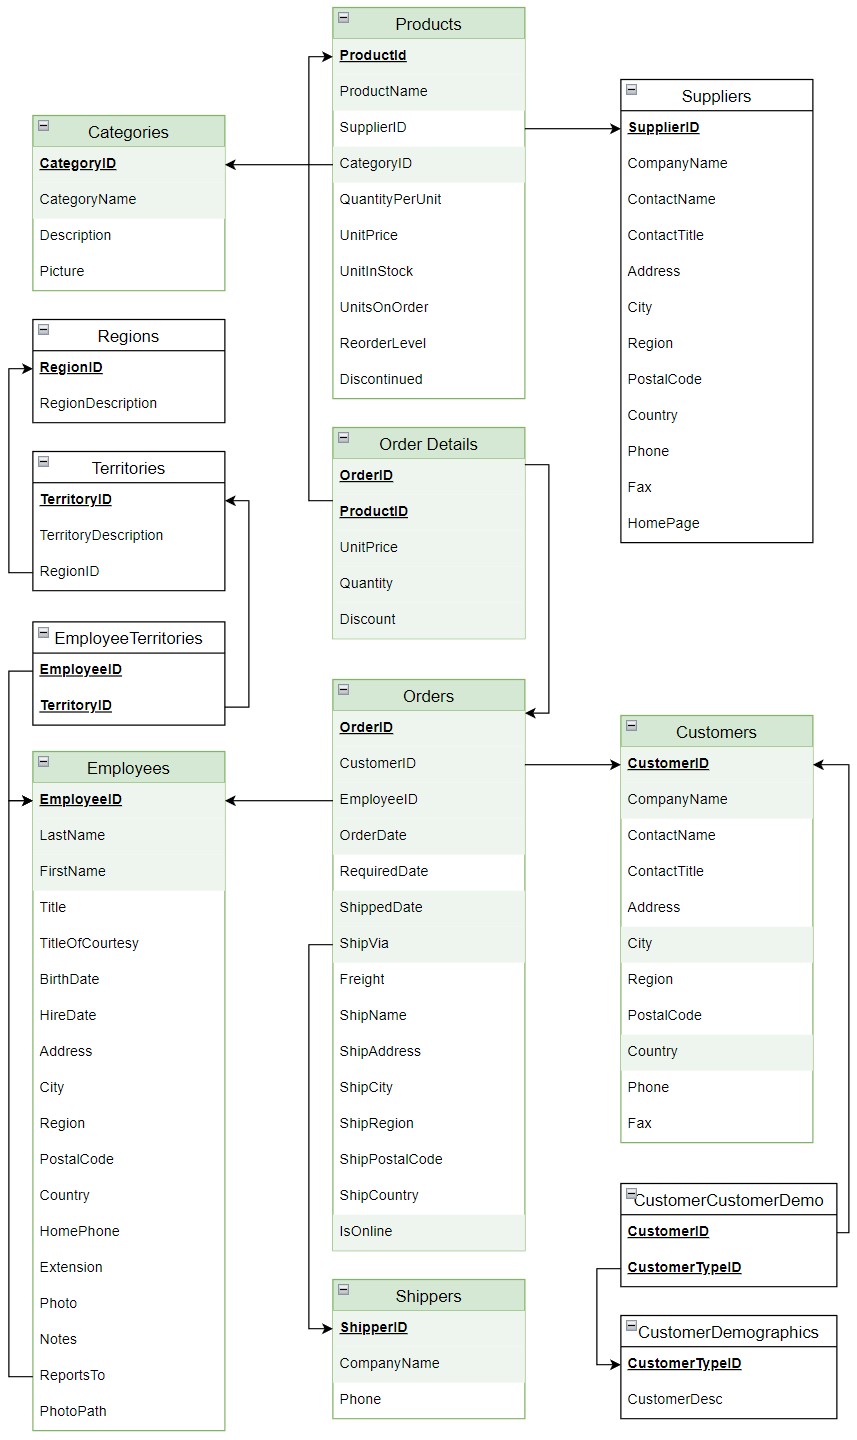 Products
ProductId
ProductName
SupplierID
CategoryID
QuantityPerUnit
UnitPrice
UnitInStock
UnitsOnOrder
ReorderLevel
Discontinued
Suppliers
SupplierID
CompanyName
ContactName
ContactTitle
Address
City
Region
PostalCode
Country
Phone
Fax
HomePage
Categories
CategoryID
CategoryName
Description
Picture
Regions
RegionID
RegionDescription
Territories
TerritoryID
TerritoryDescription
RegionID
EmployeeTerritories
EmployeeID
TerritoryID
Order Details
OrderID
ProductID
UnitPrice
Quantity
Discount
Employees
EmployeeID
LastName
FirstName
Title
TitleOfCourtesy
BirthDate
HireDate
Address
City
Region
PostalCode
Country
HomePhone
Extension
Photo
Notes
ReportsTo
PhotoPath
Orders
OrderID
CustomerID
EmployeeID
OrderDate
RequiredDate
ShippedDate
ShipVia
Freight
ShipName
ShipAddress
ShipCity
ShipRegion
ShipPostalCode
ShipCountry
IsOnline
Shippers
ShipperID
CompanyName
Phone
Customers
CustomerID
CompanyName
ContactName
ContactTitle
Address
City
Region
PostalCode
Country
Phone
Fax
CustomerCustomerDemo
CustomerID
CustomerTypeID
CustomerDemographics
CustomerTypeID
CustomerDesc